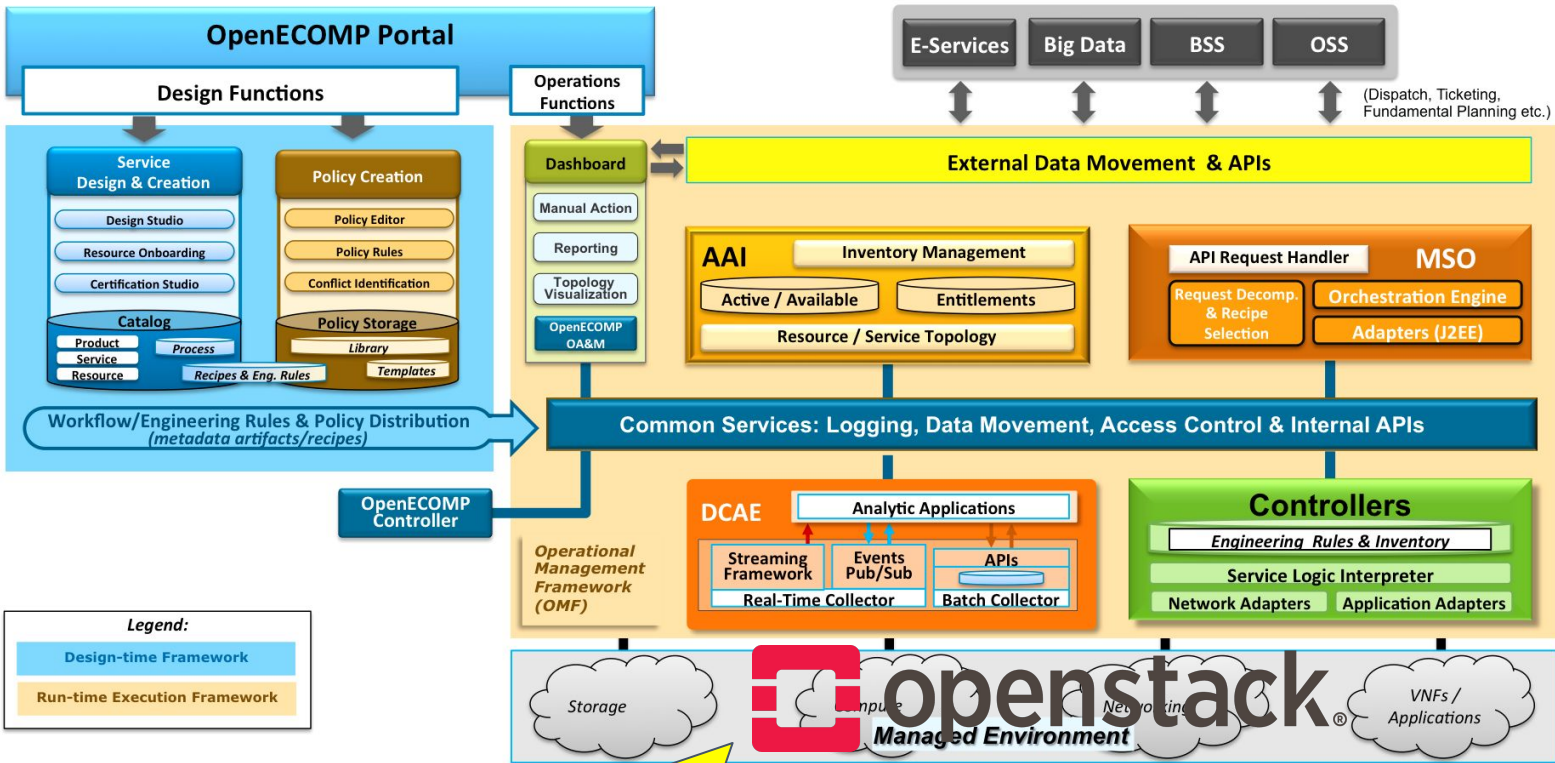 OpenECOMP Portal
Design Functions
Operations
Functions
E-Services
Big Data
BSS
OSS
(Dispatch, Ticketing,
Fundamental Planning etc.)
Service
Design & Creation
Design Studio
Resource Onboarding
Certification Studio
Catalog
Product
Service
Resource
Process
Recipes & Eng. Rules
Policy Creation
Policy Editor
Policy Rules
Conflict Identification
Policy Storage
Library
Templates
Dashboard
Manual Action
Reporting
Topology
Visualization
OpenECOMP
OA&M
External Data Movement & APIs
AAI
Inventory Management
Active / Available
Entitlements
Resource / Service Topology
API Request Handler
MSO
Request Decomp.
& Recipe
Selection
Orchestration Engine
Adapters (J2EE)
Workflow/Engineering Rules & Policy Distribution
(metadata artifacts/recipes)
Common Services: Logging, Data Movement, Access Control & Internal APIs
OpenECOMP
Controller
Operational
Management
Framework
(OMF)
DCAE
Analytic Applications
Streaming
Framework
Events
Pub/Sub
APIs
Real-Time Collector
Batch Collector
Controllers
Engineering Rules & Inventory
Service Logic Interpreter
Network Adapters
Application Adapters
Legend:
Design-time Framework
Run-time Execution Framework
Storage
Compute
Networking
VNFs /
Applications
openstack®
Managed Environment